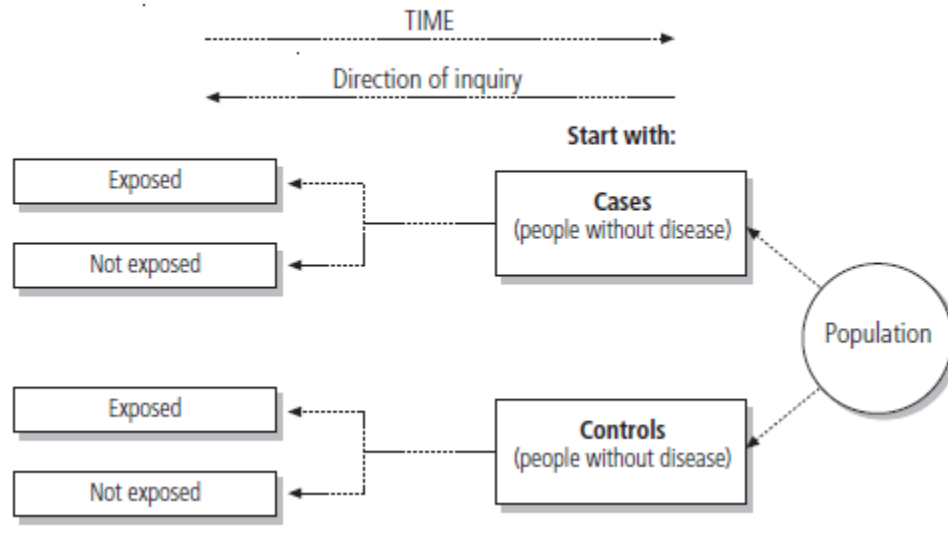 TIME
Direction of inquiry
Start with:
Exposed
Cases
(people without disease)
Not exposed
Population
Exposed
Controls
(people without disease)
Not exposed